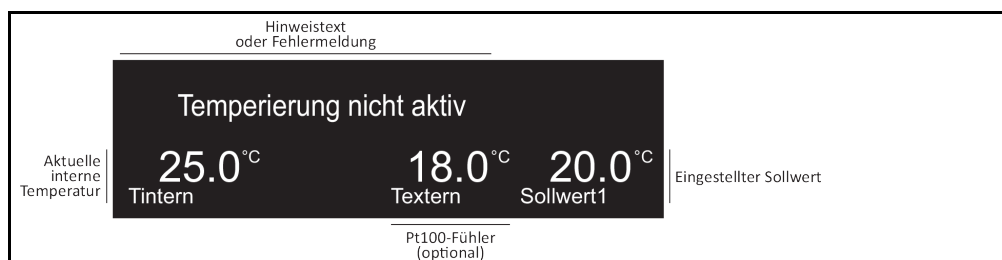 Hinweistext
oder Fehlermeldung
Temperierung nicht aktiv
Aktuelle
interne
Temperatur
25.0°C
18.0°C
20.0°C
Tintern
Textern
Sollwert1
Eingestellter Sollwert
Pt100-Fühler
(optional)